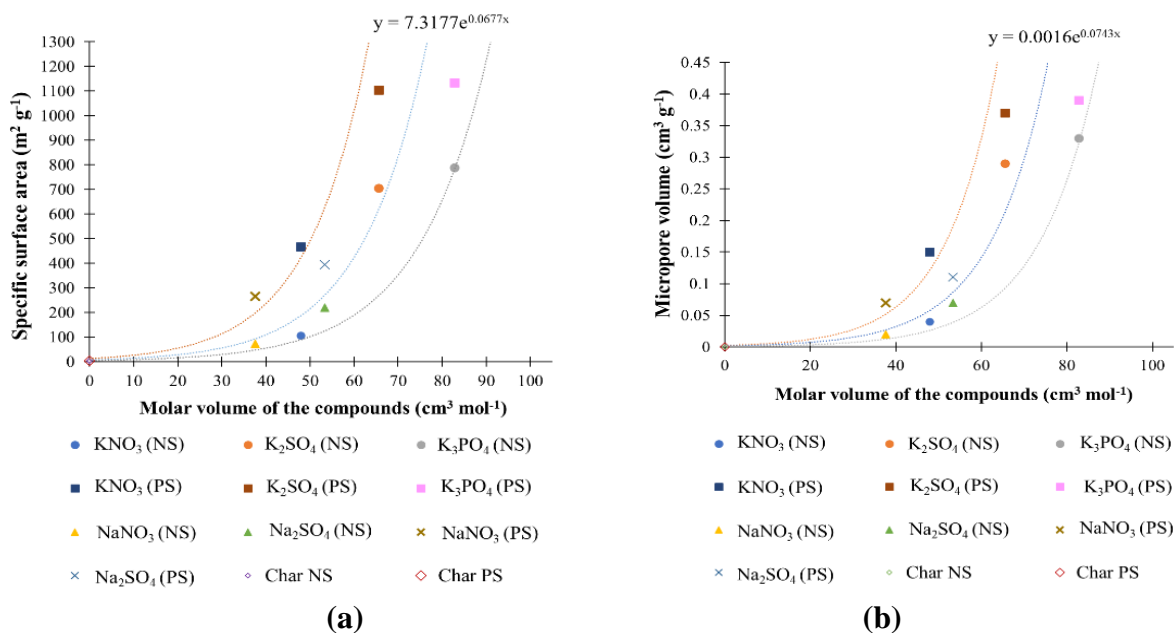 y = 7.3177e^0.0677x
1300
1200
1100
1000
900
800
700
600
500
400
300
200
100
0
Specific surface area (m² g⁻¹)
0 10 20 30 40 50 60 70 80 90 100
Molar volume of the compounds (cm³ mol⁻¹)
KNO₃ (NS) K₂SO₄ (NS) K₃PO₄ (NS)
KNO₃ (PS) K₂SO₄ (PS) K₃PO₄ (PS)
NaNO₃ (NS) Na₂SO₄ (NS) NaNO₃ (PS)
Na₂SO₄ (PS) Char NS Char PS
(a)
y = 0.0016e^0.0743x
0.45
0.4
0.35
0.3
0.25
0.2
0.15
0.1
0.05
0
Micropore volume (cm³ g⁻¹)
0 20 40 60 80 100
Molar volume of the compounds (cm³ mol⁻¹)
KNO₃ (NS) K₂SO₄ (NS) K₃PO₄ (NS)
KNO₃ (PS) K₂SO₄ (PS) K₃PO₄ (PS)
NaNO₃ (NS) Na₂SO₄ (NS) NaNO₃ (PS)
Na₂SO₄ (PS) Char NS Char PS
(b)